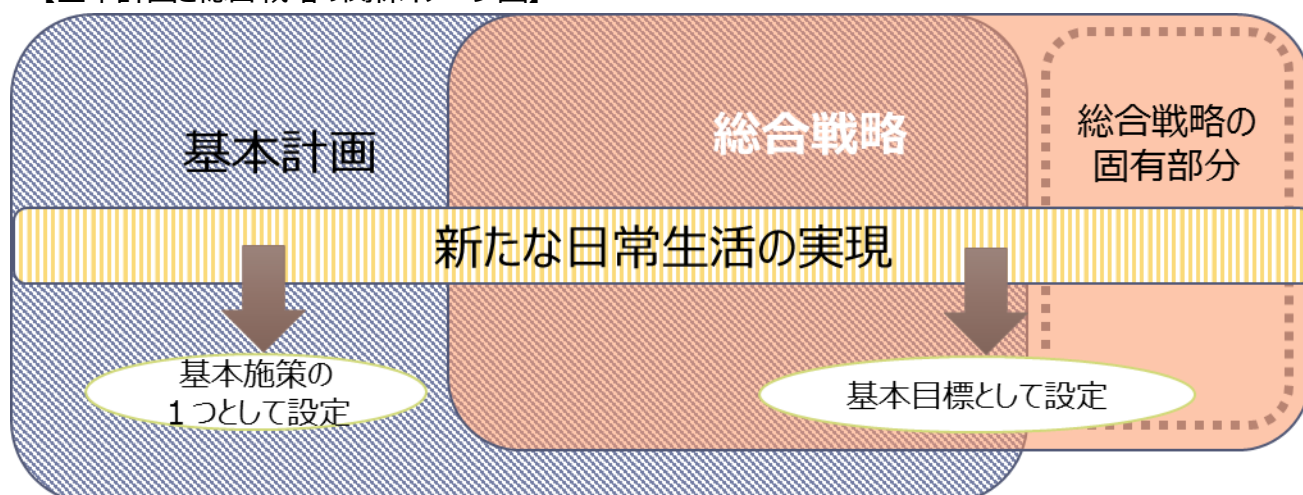 基本計画
総合戦略
総合戦略の
固有部分
新たな日常生活の実現
基本施策の
１つとして設定
基本目標として設定